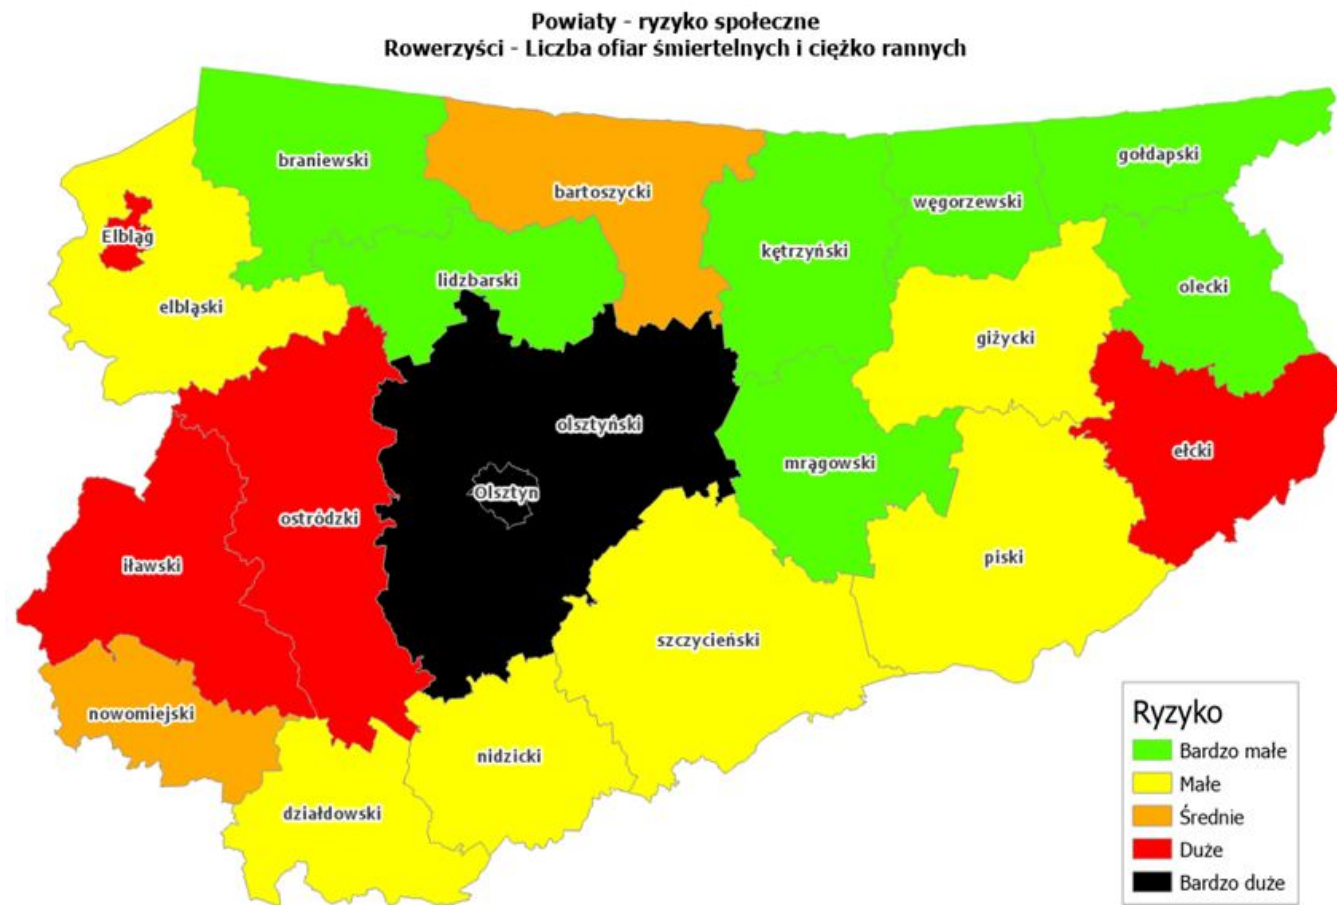 Powiaty - ryzyko społeczne
Rowerzyści - Liczba ofiar śmiertelnych i ciężko rannych
braniewski
bartoszycki
gołdapski
węgorzewski
Elbląg
kętrzyński
lidzbarski
olecki
elbląski
giżycki
olsztyński
ełcki
mrągowski
Olsztyn
ostródzki
iławski
piski
szczycieński
nowomiejski
nidzicki
działdowski
Ryzyko
Bardzo małe
Małe
Średnie
Duże
Bardzo duże